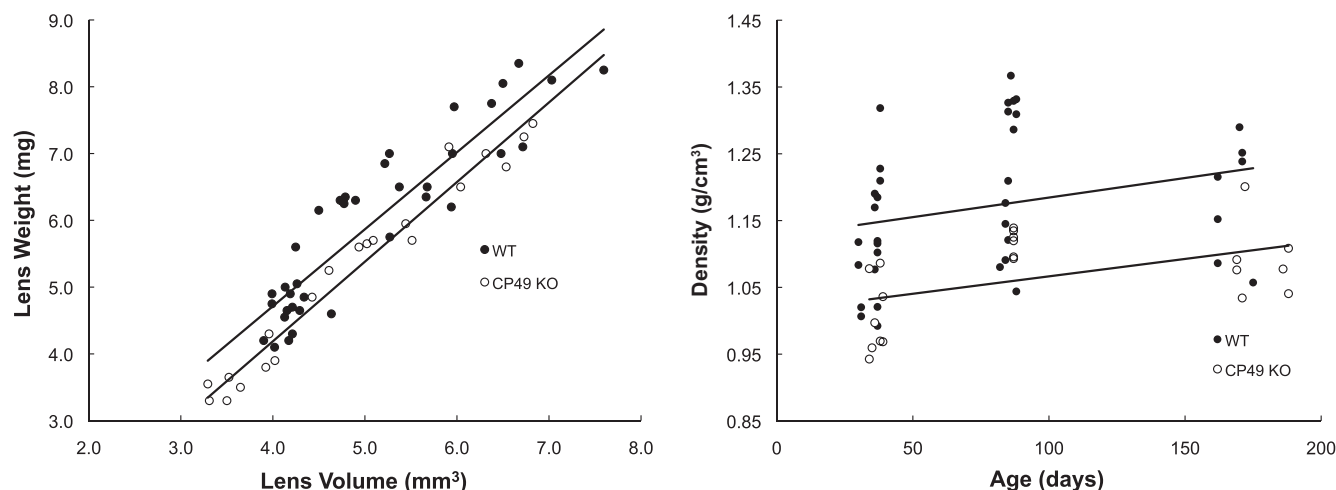 9.0
8.0
7.0
6.0
5.0
4.0
3.0
2.0 3.0 4.0 5.0 6.0 7.0 8.0
Lens Weight (mg)
Lens Volume (mm³)
WT
CP49 KO
1.45
1.35
1.25
1.15
1.05
0.95
0.85
0 50 100 150 200
Density (g/cm³)
Age (days)
WT
CP49 KO